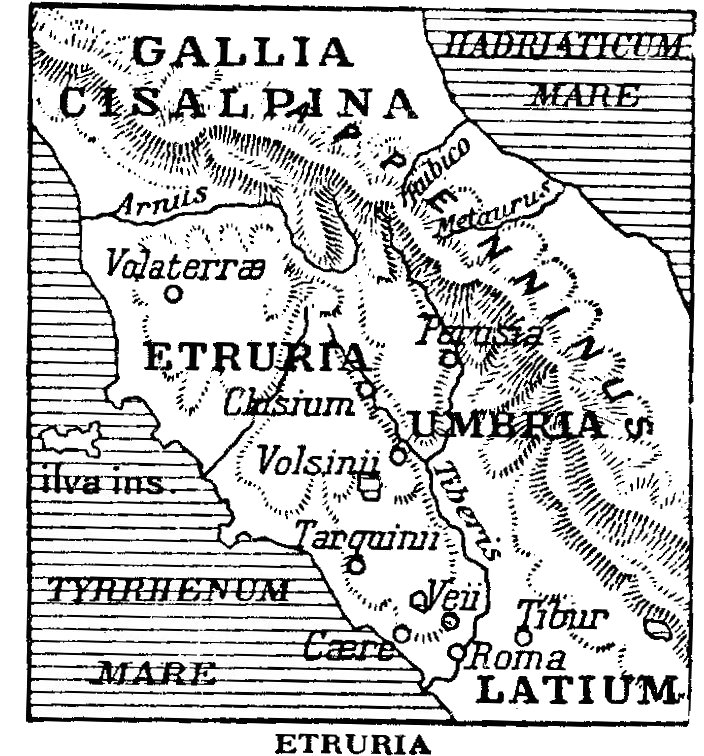 GALLIA
CISALPINA
HADRIATICUM
MARE
APPENNINUS
Rubico
Metaurus
Arnus
Volaterræ
Perusia
ETRURIA
Clusium
UMBRIA
Volsinii
ilva ins.
Tiberis
Tarquinii
TYRRHENUM
MARE
Veii
Tibur
Cære
Roma
LATIUM
ETRURIA